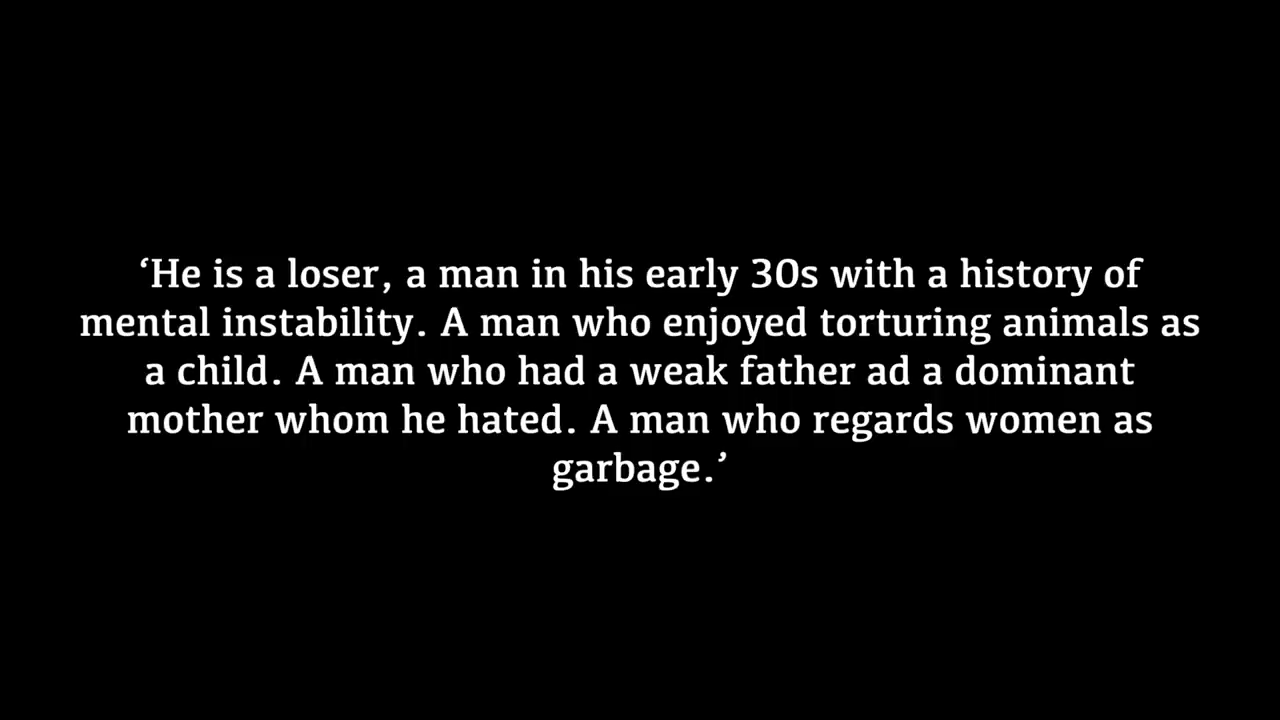 ‘He is a loser, a man in his early 30s with a history of
mental instability. A man who enjoyed torturing animals as
a child. A man who had a weak father ad a dominant
mother whom he hated. A man who regards women as
garbage.’